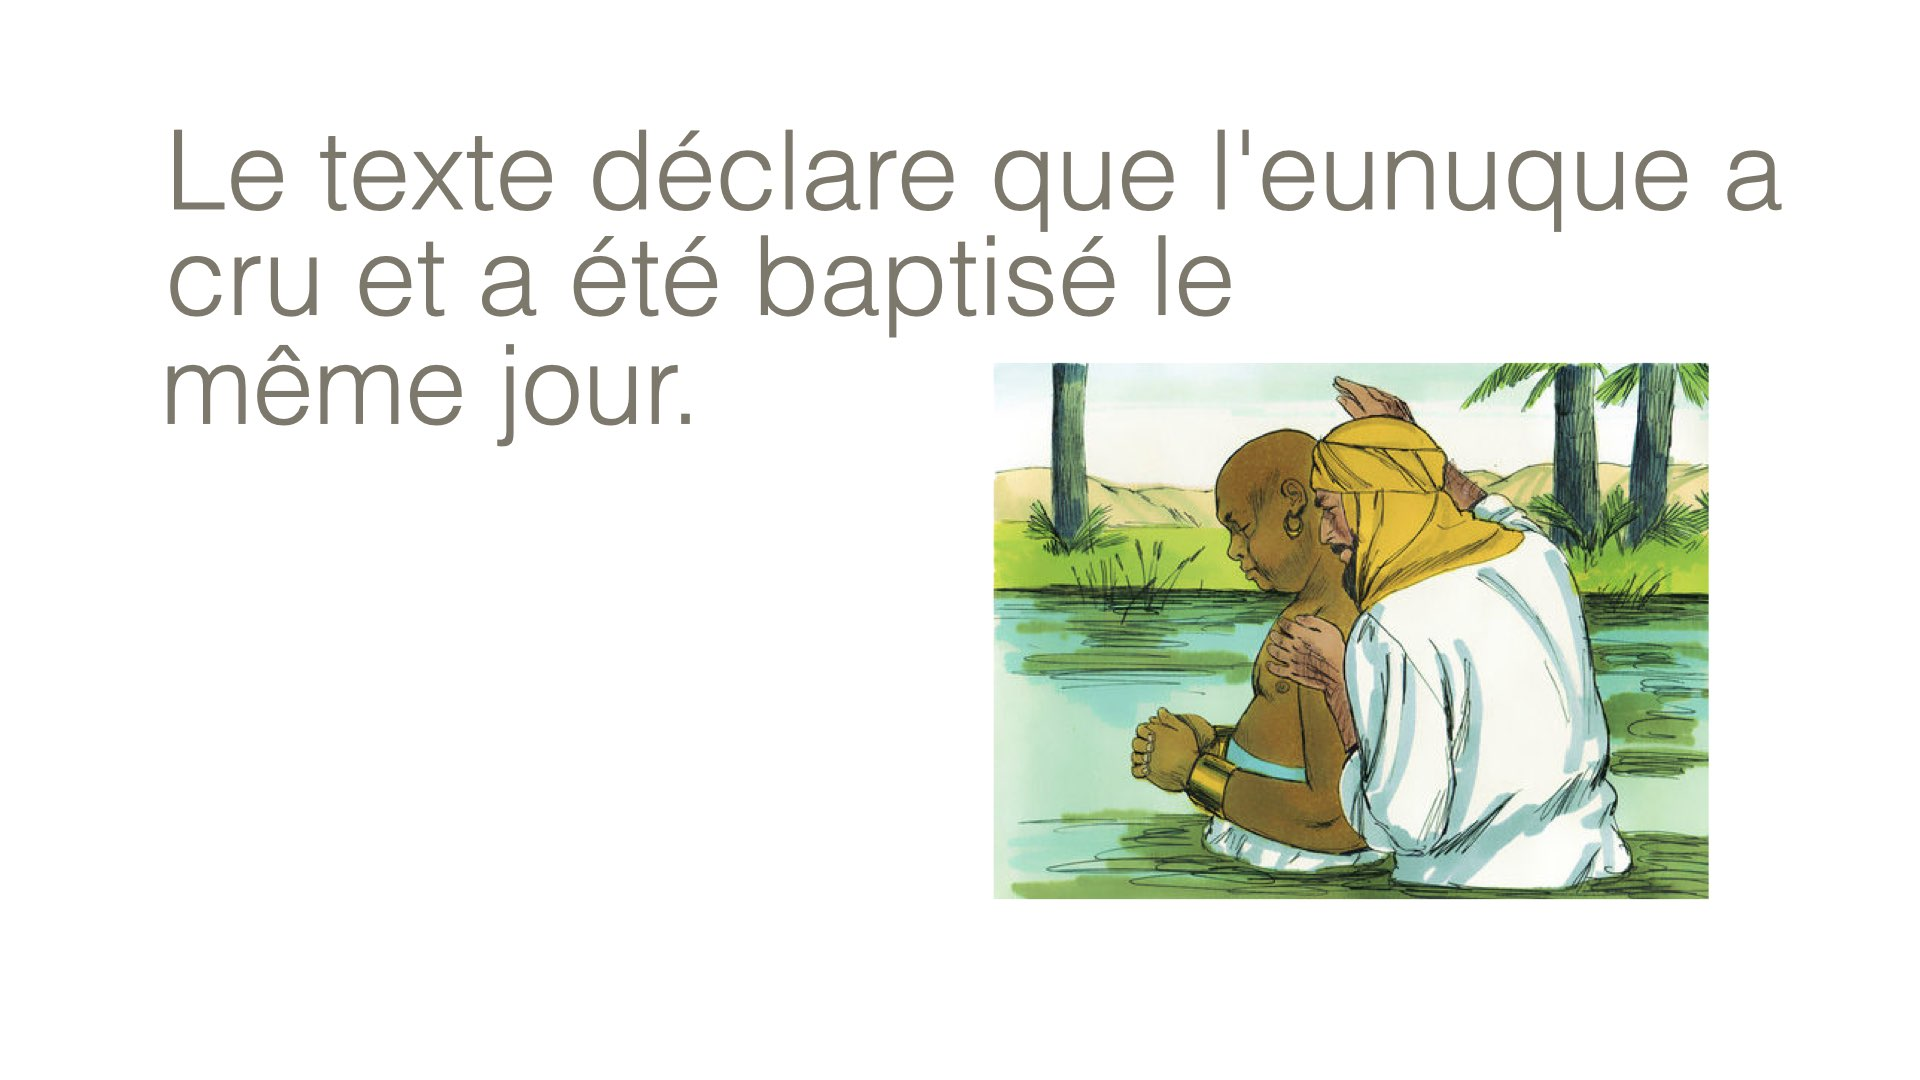 Le texte déclare que l'eunuque a
cru et a été baptisé le
même jour.